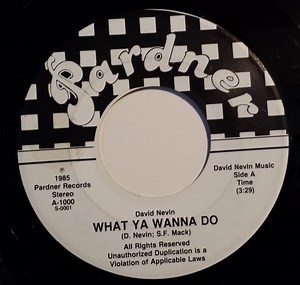 Pardner
℗
1985
Pardner Records
Stereo
A-1000
S-0001
David Nevin Music
Side A
Time
(3:29)
David Nevin
WHAT YA WANNA DO
(D. Nevin; S.F. Mack)
All Rights Reserved
Unauthorized Duplication is a
Violation of Applicable Laws